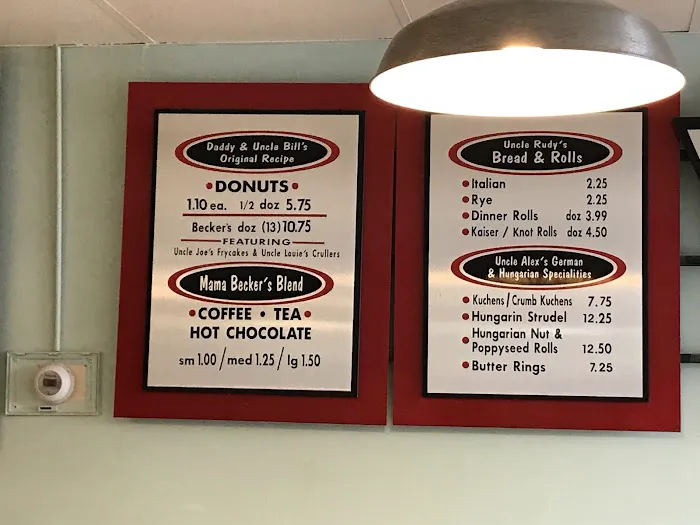 Daddy & Uncle Bill's
Original Recipe
•DONUTS•
1.10 ea. 1/2 doz 5.75
Becker's doz (13) 10.75
FEATURING
Uncle Joe's Frycakes & Uncle Louie's Crullers
Mama Becker's Blend
•COFFEE • TEA•
HOT CHOCOLATE
sm 1.00 / med 1.25 / lg 1.50
Uncle Rudy's
Bread & Rolls
•Italian 2.25
•Rye 2.25
•Dinner Rolls doz 3.99
•Kaiser / Knot Rolls doz 4.50
Uncle Alex's German
& Hungarian Specialities
•Kuchens / Crumb Kuchens 7.75
•Hungarin Strudel 12.25
•Hungarian Nut &
Poppyseed Rolls 12.50
•Butter Rings 7.25